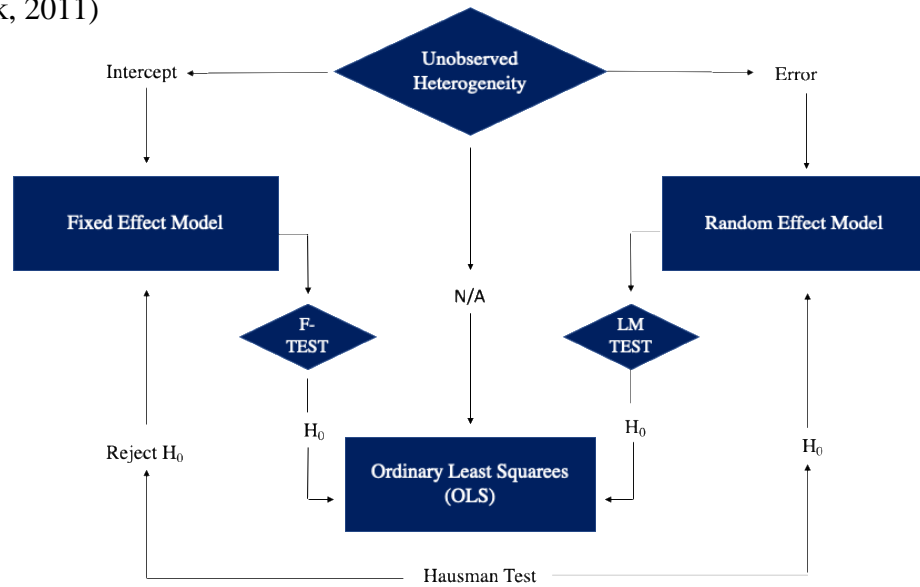 k, 2011)
Unobserved
Heterogeneity
Intercept
Error
Fixed Effect Model
Random Effect Model
N/A
F-
TEST
LM
TEST
H₀
H₀
Reject H₀
H₀
Ordinary Least Squarees
(OLS)
Hausman Test